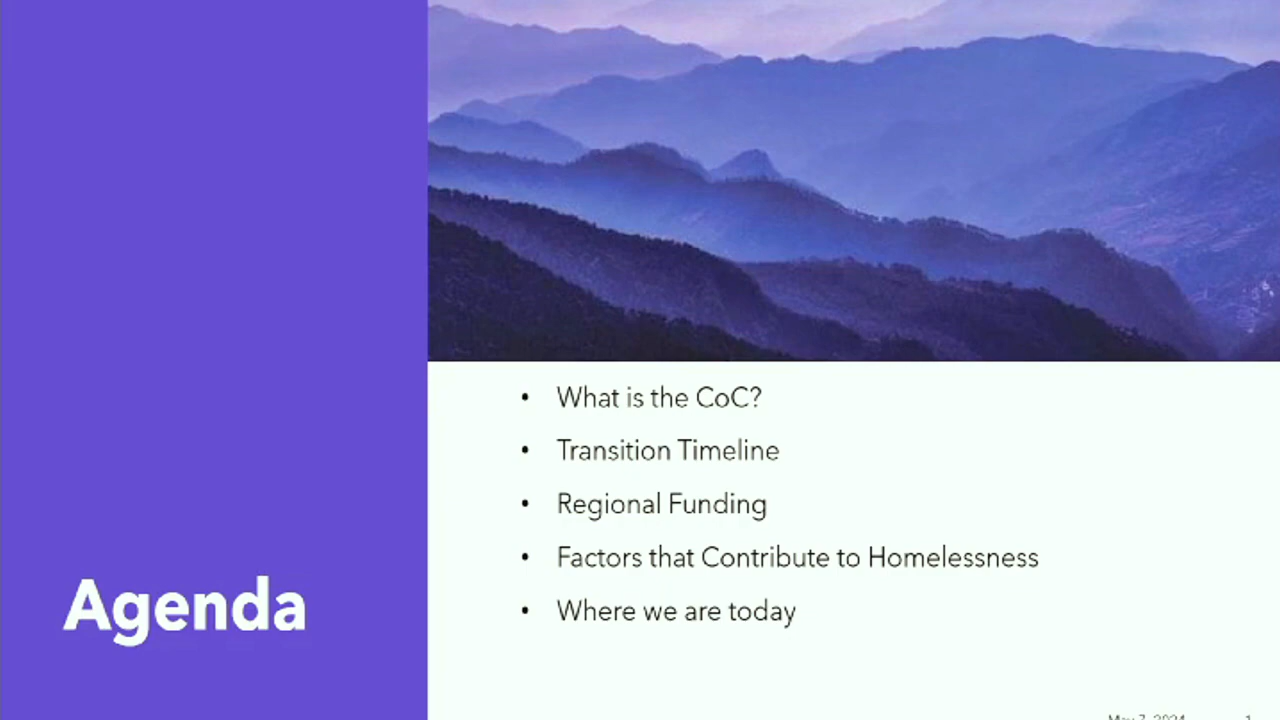 Agenda
• What is the CoC?
• Transition Timeline
• Regional Funding
• Factors that Contribute to Homelessness
• Where we are today
May 7, 2024 1